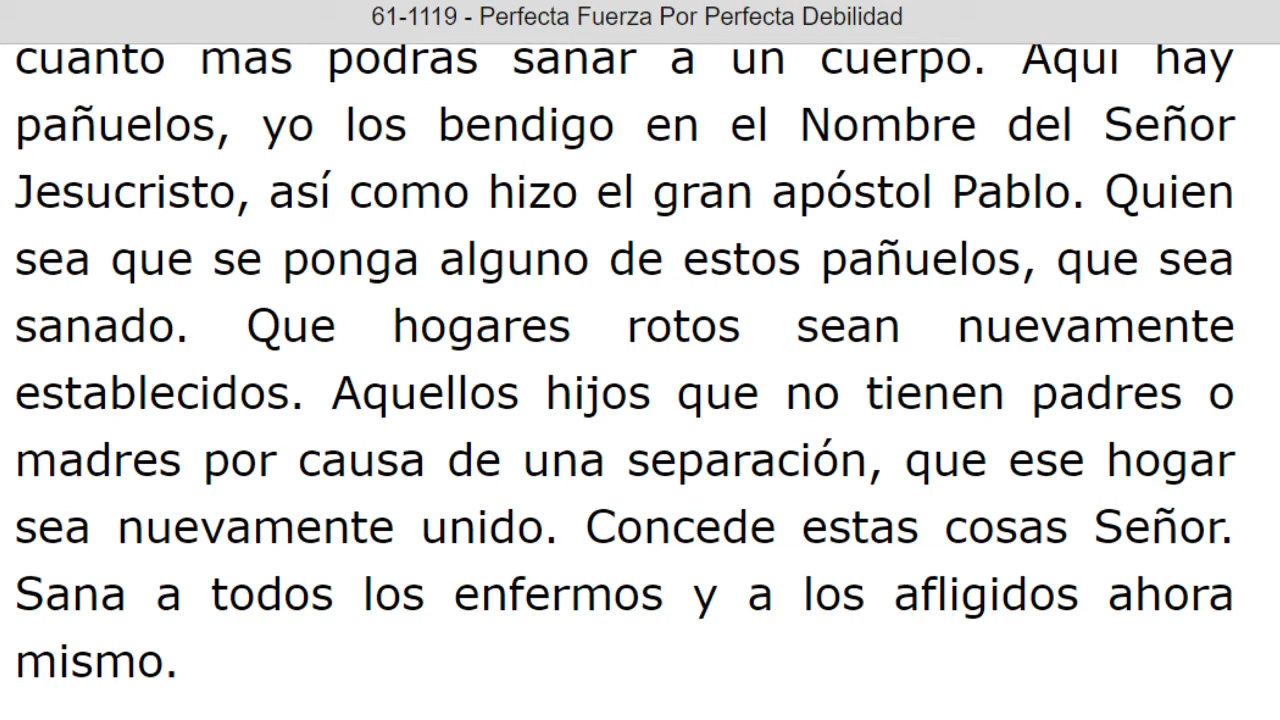 61-1119 - Perfecta Fuerza Por Perfecta Debilidad
cuanto más podrás sanar a un cuerpo. Aquí hay
pañuelos, yo los bendigo en el Nombre del Señor
Jesucristo, así como hizo el gran apóstol Pablo. Quien
sea que se ponga alguno de estos pañuelos, que sea
sanado. Que hogares rotos sean nuevamente
establecidos. Aquellos hijos que no tienen padres o
madres por causa de una separación, que ese hogar
sea nuevamente unido. Concede estas cosas Señor.
Sana a todos los enfermos y a los afligidos ahora
mismo.